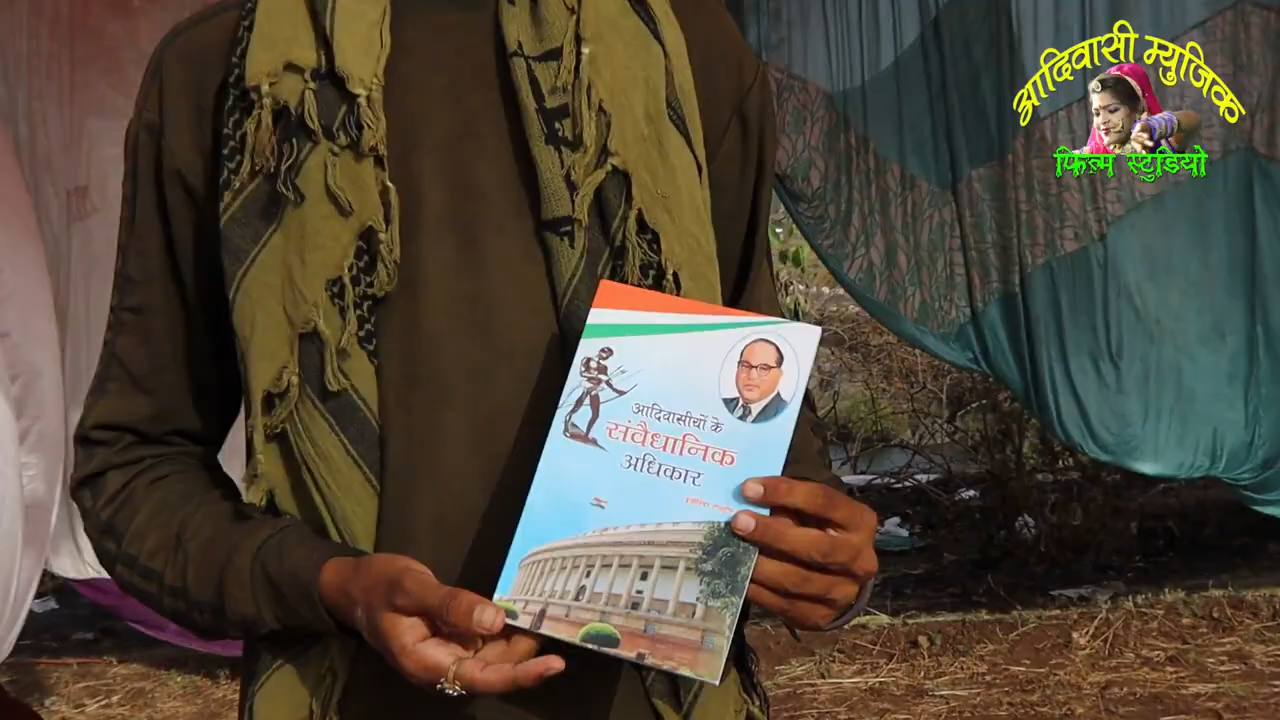 आदिवासी म्युजिक
फिल्म स्टुडियो
आदिवासीयों के
संवैधानिक
अधिकार